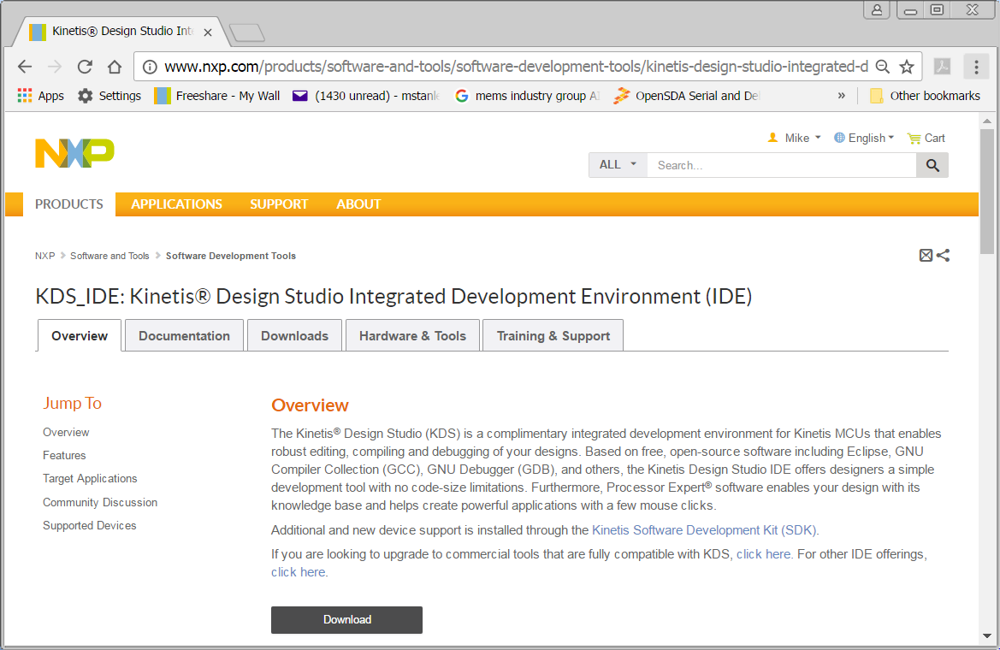 Kinetis® Design Studio Int
www.nxp.com/products/software-and-tools/software-development-tools/kinetis-design-studio-integrated-d
Apps Settings Freeshare - My Wall (1430 unread) - mstanl google mems industry group A OpenSDA Serial and De » Other bookmarks
NXP
Mike English Cart
ALL Search...
PRODUCTS APPLICATIONS SUPPORT ABOUT
NXP Software and Tools Software Development Tools
KDS_IDE: Kinetis® Design Studio Integrated Development Environment (IDE)
Overview Documentation Downloads Hardware & Tools Training & Support
Jump To
Overview
Features
Target Applications
Community Discussion
Supported Devices
Overview
The Kinetis® Design Studio (KDS) is a complimentary integrated development environment for Kinetis MCUs that enables
robust editing, compiling and debugging of your designs. Based on free, open-source software including Eclipse, GNU
Compiler Collection (GCC), GNU Debugger (GDB), and others, the Kinetis Design Studio IDE offers designers a simple
development tool with no code-size limitations. Furthermore, Processor Expert® software enables your design with its
knowledge base and helps create powerful applications with a few mouse clicks.
Additional and new device support is installed through the Kinetis Software Development Kit (SDK).
If you are looking to upgrade to commercial tools that are fully compatible with KDS, click here. For other IDE offerings,
click here.
Download